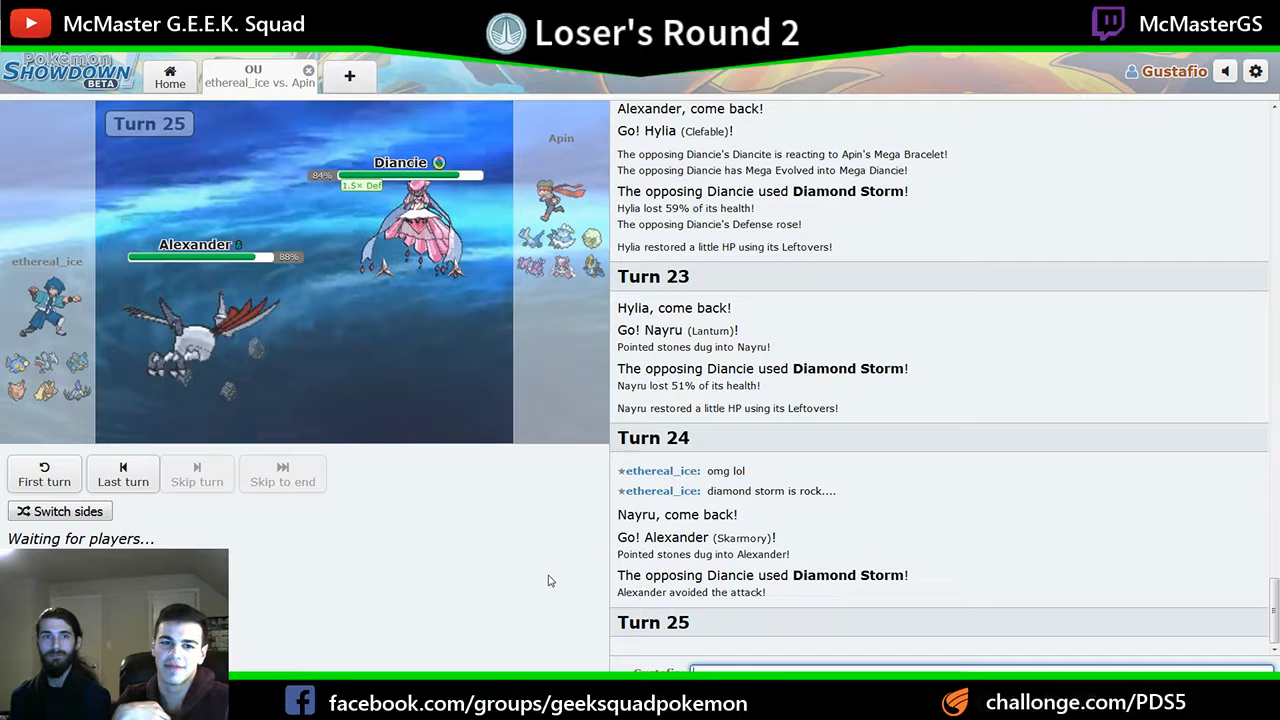 McMaster G.E.E.K. Squad
Loser's Round 2
McMasterGS
Pokémon
SHOWDOWN
BETA
Home
OU
ethereal_ice vs. Apin
+
Gustafio
Turn 25
Apin
Diancie
84%
1.5× Def
Alexander
88%
ethereal_ice
First turn
Last turn
Skip turn
Skip to end
Switch sides
Waiting for players...
Alexander, come back!
Go! Hylia (Clefable)!
The opposing Diancie's Diancite is reacting to Apin's Mega Bracelet!
The opposing Diancie has Mega Evolved into Mega Diancie!
The opposing Diancie used Diamond Storm!
Hylia lost 59% of its health!
The opposing Diancie's Defense rose!
Hylia restored a little HP using its Leftovers!
Turn 23
Hylia, come back!
Go! Nayru (Lanturn)!
Pointed stones dug into Nayru!
The opposing Diancie used Diamond Storm!
Nayru lost 51% of its health!
Nayru restored a little HP using its Leftovers!
Turn 24
★ethereal_ice: omg lol
★ethereal_ice: diamond storm is rock....
Nayru, come back!
Go! Alexander (Skarmory)!
Pointed stones dug into Alexander!
The opposing Diancie used Diamond Storm!
Alexander avoided the attack!
Turn 25
facebook.com/groups/geeksquadpokemon
challonge.com/PDS5